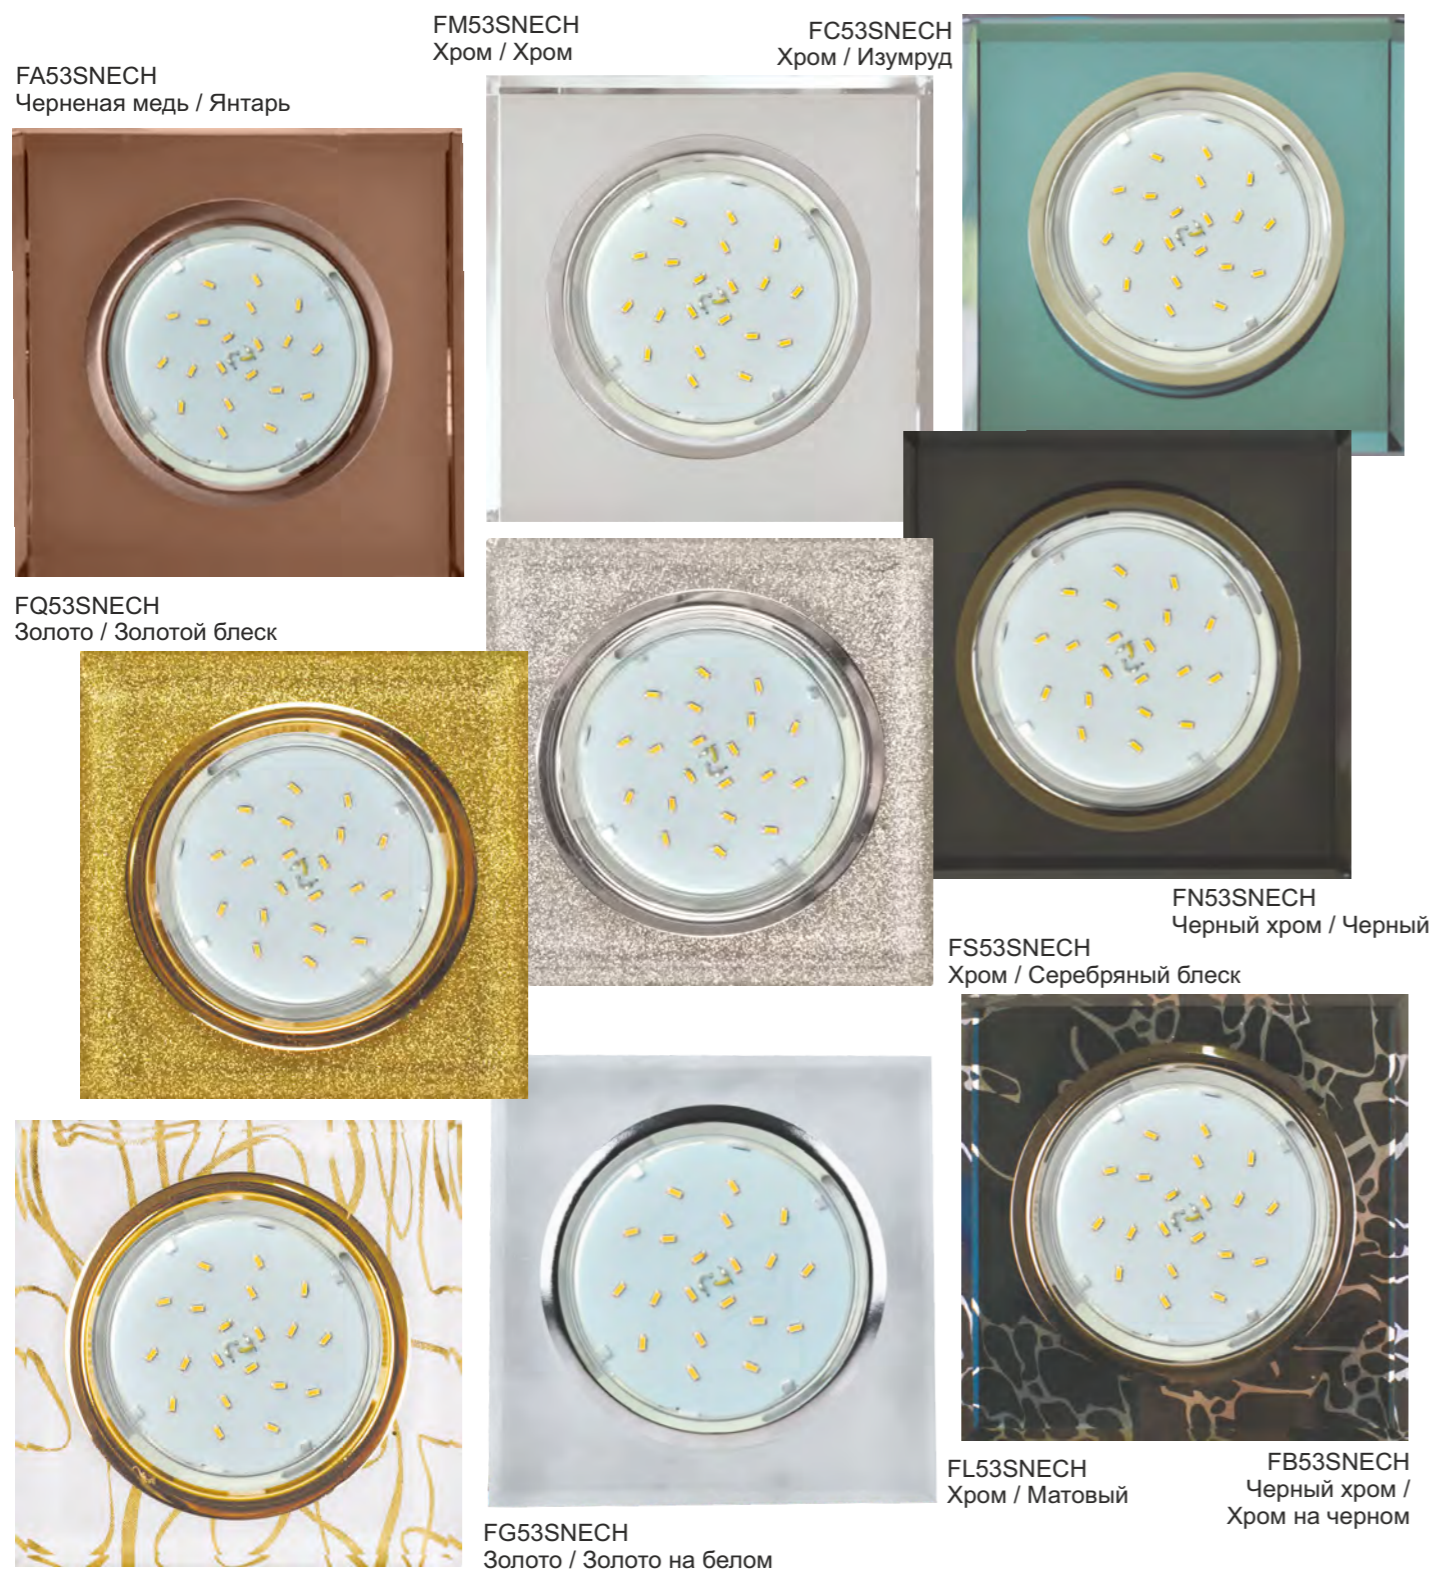 FM53SNECH
Хром / Хром
FC53SNECH
Хром / Изумруд
FA53SNECH
Черненая медь / Янтарь
FQ53SNECH
Золото / Золотой блеск
FN53SNECH
Черный хром / Черный
FS53SNECH
Хром / Серебряный блеск
FL53SNECH
Хром / Матовый
FB53SNECH
Черный хром /
Хром на черном
FG53SNECH
Золото / Золото на белом